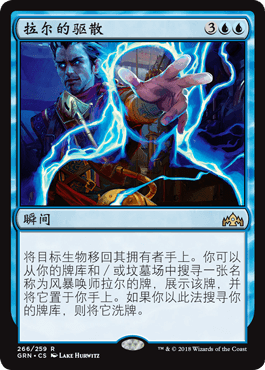 拉尔的驱散 3
瞬间
将目标生物移回其拥有者手上。你可以
从你的牌库和／或坟墓场中搜寻一张名
称为风暴唤师拉尔的牌，展示该牌，并
将它置于你手上。如果你以此法搜寻你
的牌库，则将它洗牌。
266/259 R
GRN • CS LAKE HURWITZ
™ & © 2018 Wizards of the Coast